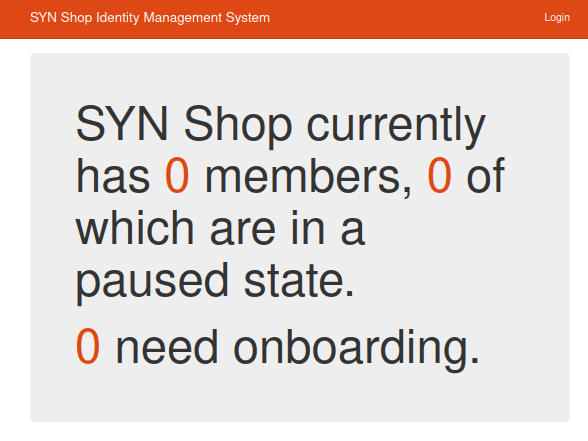 SYN Shop Identity Management System
Login
SYN Shop currently
has 0 members, 0 of
which are in a
paused state.
0 need onboarding.